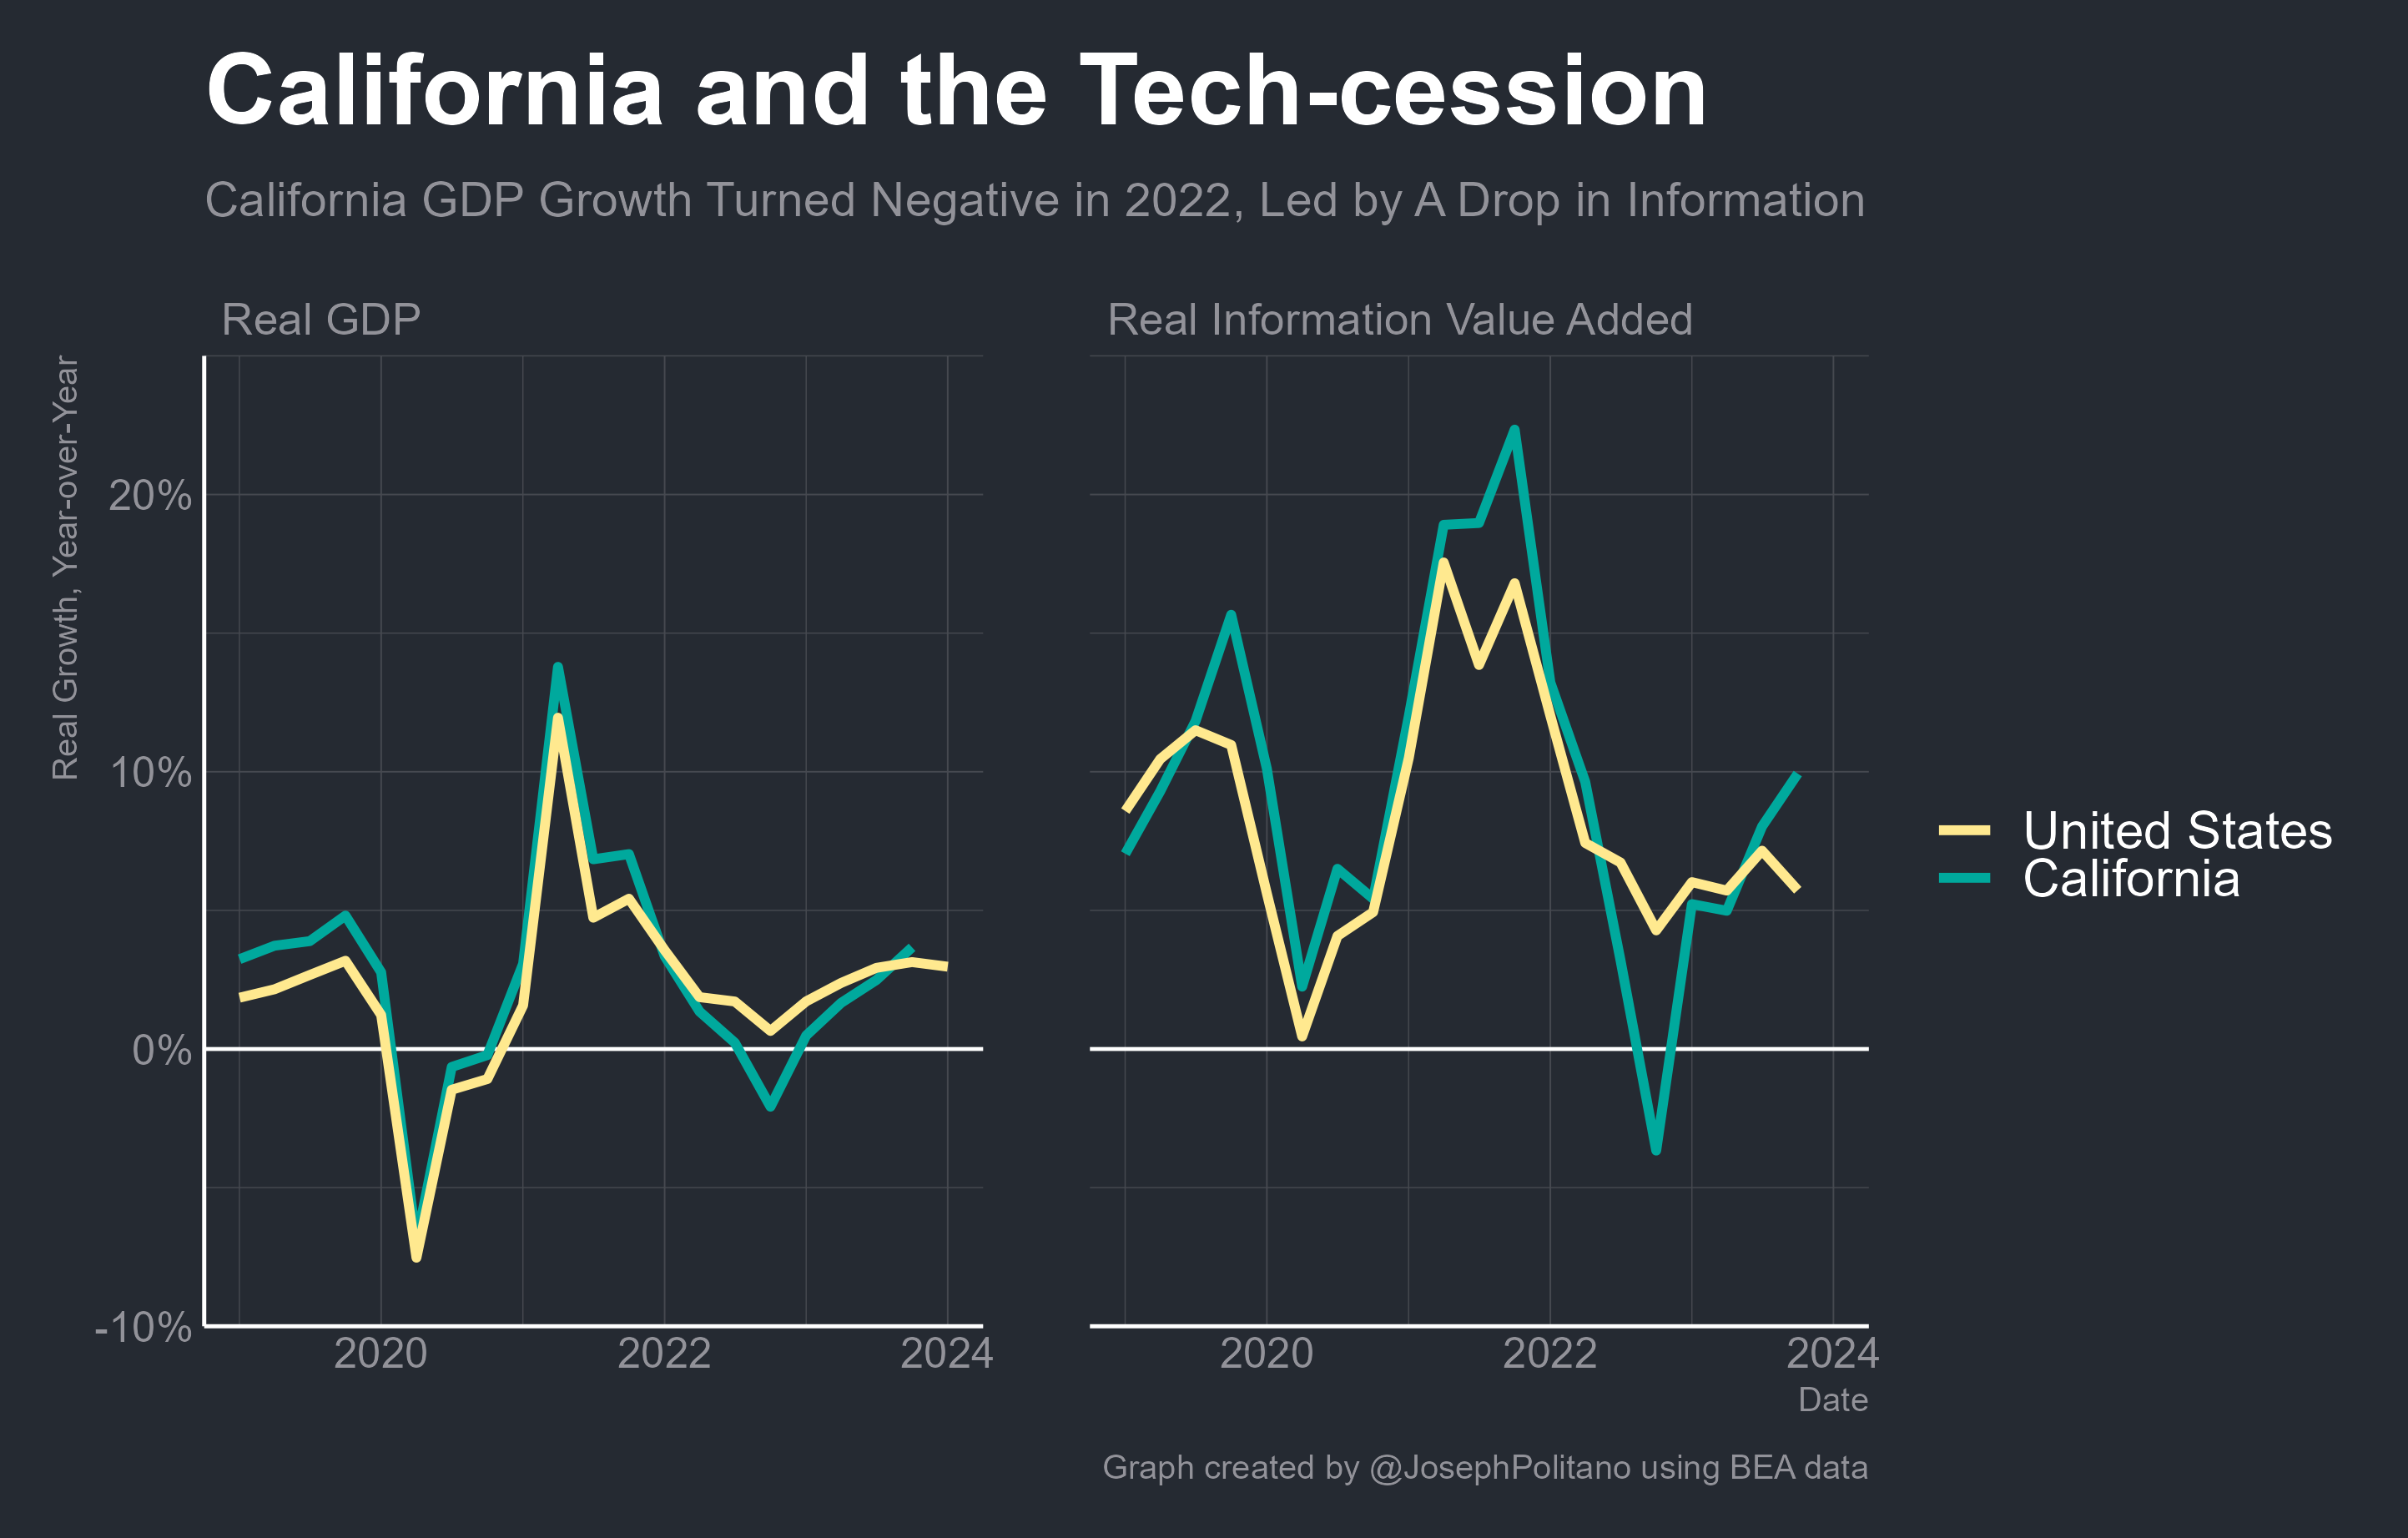 California and the Tech-cession
California GDP Growth Turned Negative in 2022, Led by A Drop in Information
Real GDP
Real Information Value Added
Real Growth, Year-over-Year
20%
10%
0%
-10%
2020
2022
2024
2020
2022
2024
Date
United States
California
Graph created by @JosephPolitano using BEA data